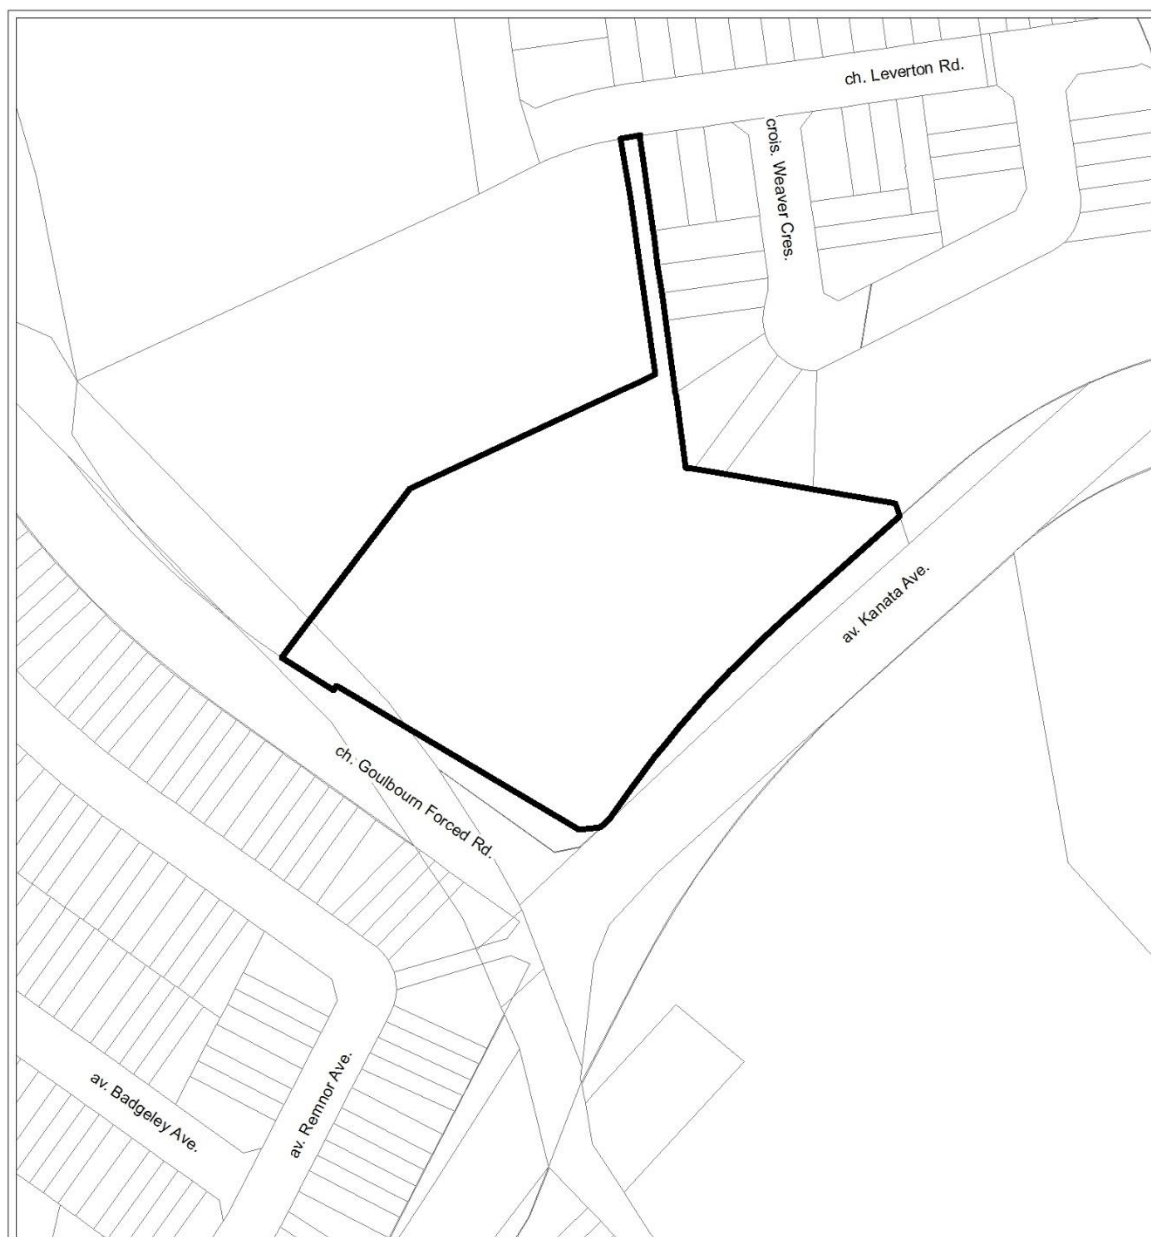 ch. Leverton Rd.
crois. Weaver Cres.
av. Kanata Ave.
ch. Goulbourn Forced Rd.
av. Badgeley Ave.
av. Remnor Ave.